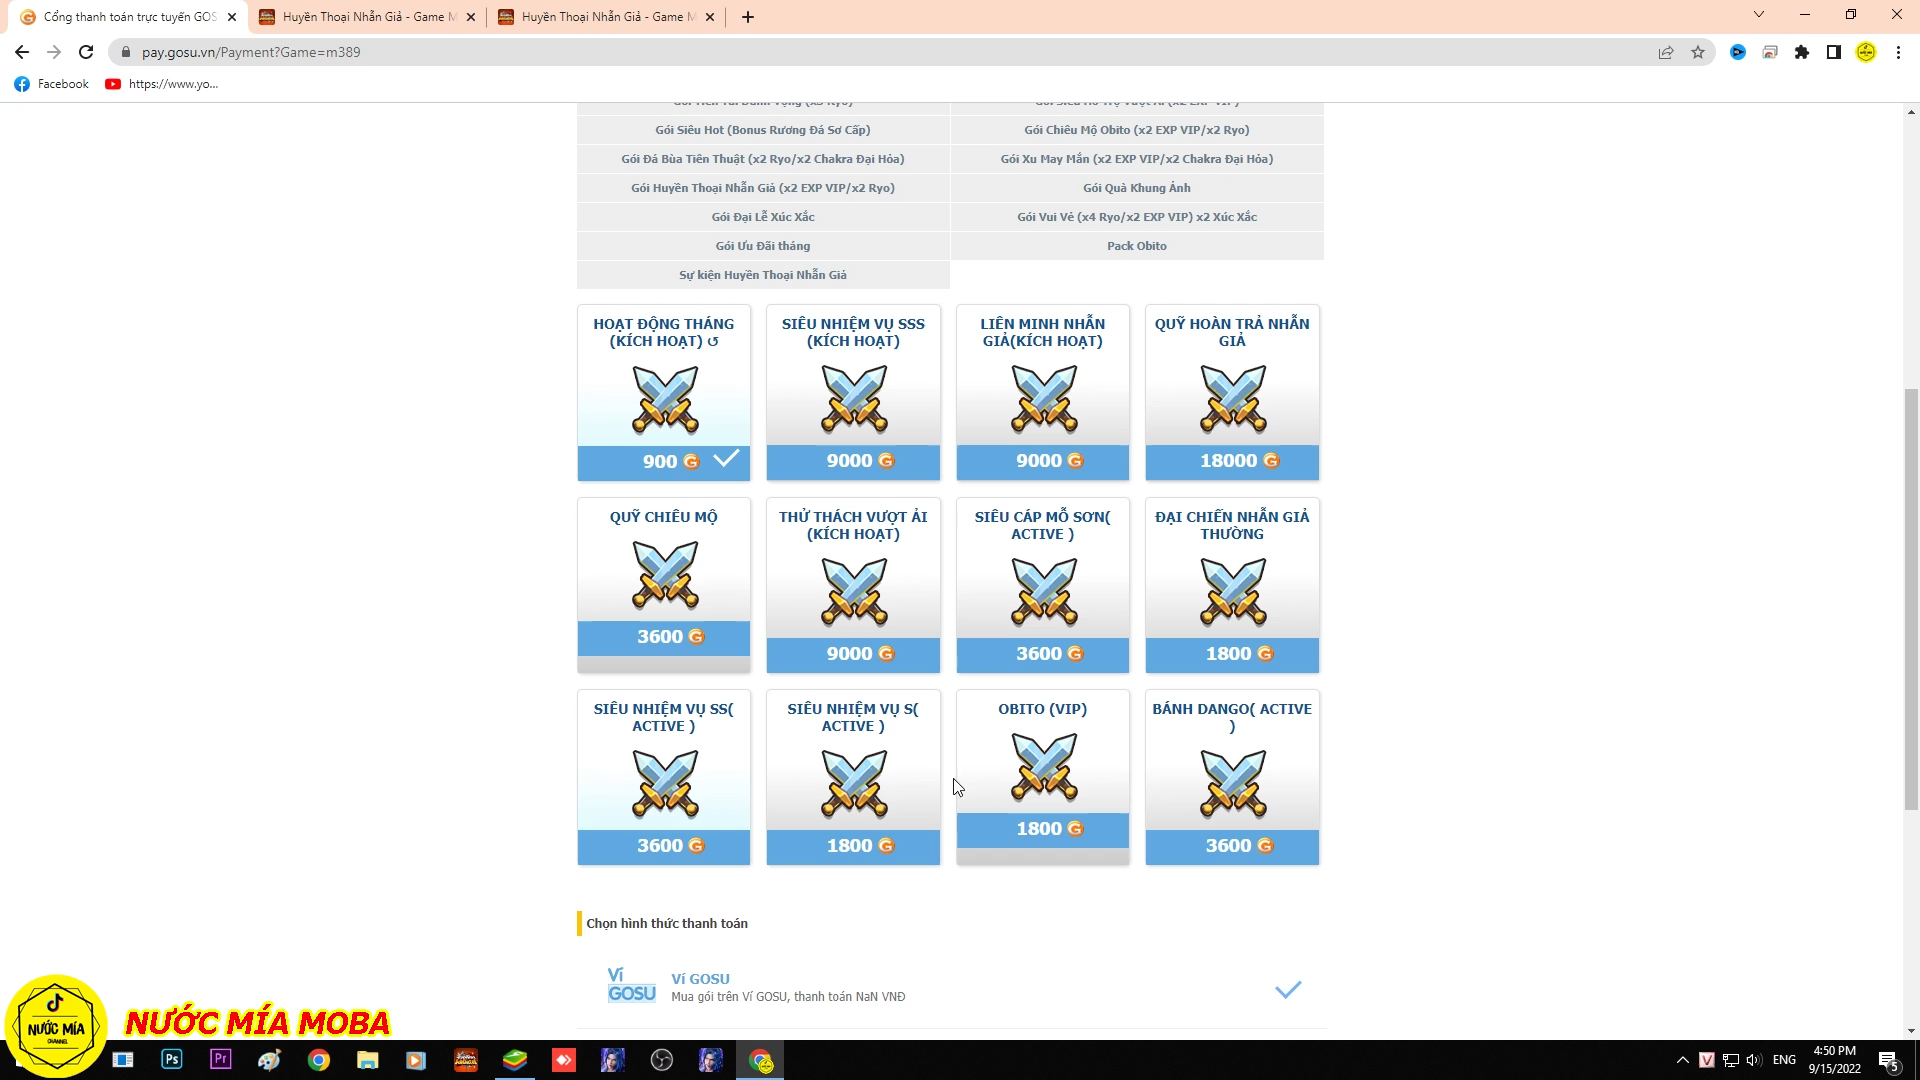 Cổng thanh toán trực tuyến GOS
Huyền Thoại Nhẫn Giả - Game M
Huyền Thoại Nhẫn Giả - Game M
pay.gosu.vn/Payment?Game=m389
Facebook
https://www.yo...
Gói Siêu Hot (Bonus Rương Đá Sơ Cấp)
Gói Chiêu Mộ Obito (x2 EXP VIP/x2 Ryo)
Gói Đá Bùa Tiên Thuật (x2 Ryo/x2 Chakra Đại Hỏa)
Gói Xu May Mắn (x2 EXP VIP/x2 Chakra Đại Hỏa)
Gói Huyền Thoại Nhẫn Giả (x2 EXP VIP/x2 Ryo)
Gói Quà Khung Ảnh
Gói Đại Lễ Xúc Xắc
Gói Vui Vẻ (x4 Ryo/x2 EXP VIP) x2 Xúc Xắc
Gói Ưu Đãi tháng
Pack Obito
Sự kiện Huyền Thoại Nhẫn Giả
HOẠT ĐỘNG THÁNG
(KÍCH HOẠT) ↺
900 G
SIÊU NHIỆM VỤ SSS
(KÍCH HOẠT)
9000 G
LIÊN MINH NHẪN
GIẢ(KÍCH HOẠT)
9000 G
QUỸ HOÀN TRẢ NHẪN
GIẢ
18000 G
QUỸ CHIÊU MỘ
3600 G
THỬ THÁCH VƯỢT ẢI
(KÍCH HOẠT)
9000 G
SIÊU CÁP MỖ SƠN(
ACTIVE )
3600 G
ĐẠI CHIẾN NHẪN GIẢ
THƯỜNG
1800 G
SIÊU NHIỆM VỤ SS(
ACTIVE )
3600 G
SIÊU NHIỆM VỤ S(
ACTIVE )
1800 G
OBITO (VIP)
1800 G
BÁNH DANGO( ACTIVE
)
3600 G
Chọn hình thức thanh toán
Ví
GOSU
Ví GOSU
Mua gói trên Ví GOSU, thanh toán NaN VNĐ
NƯỚC MÍA
CHANNEL
NƯỚC MÍA MOBA
Ps
Pr
V
ENG
4:50 PM
9/15/2022
5